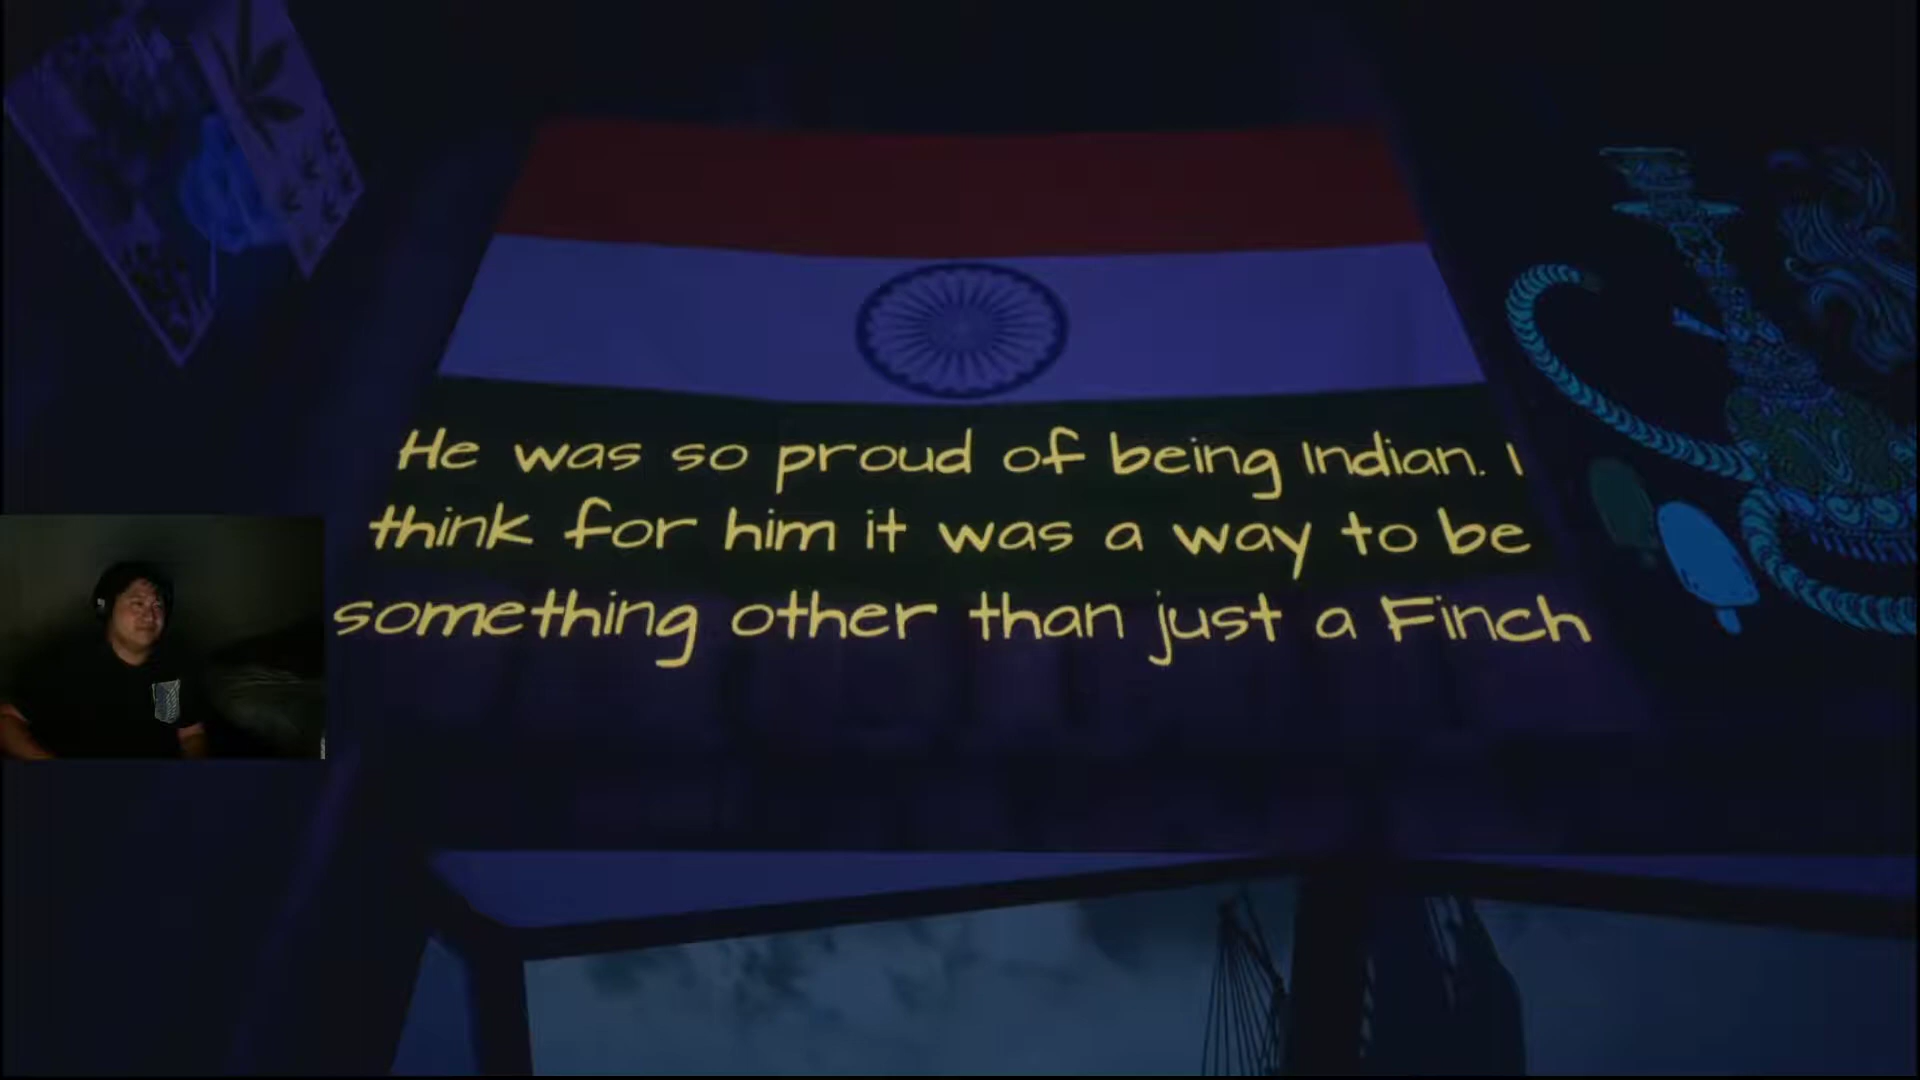 He was so proud of being Indian. I
think for him it was a way to be
something other than just a Finch